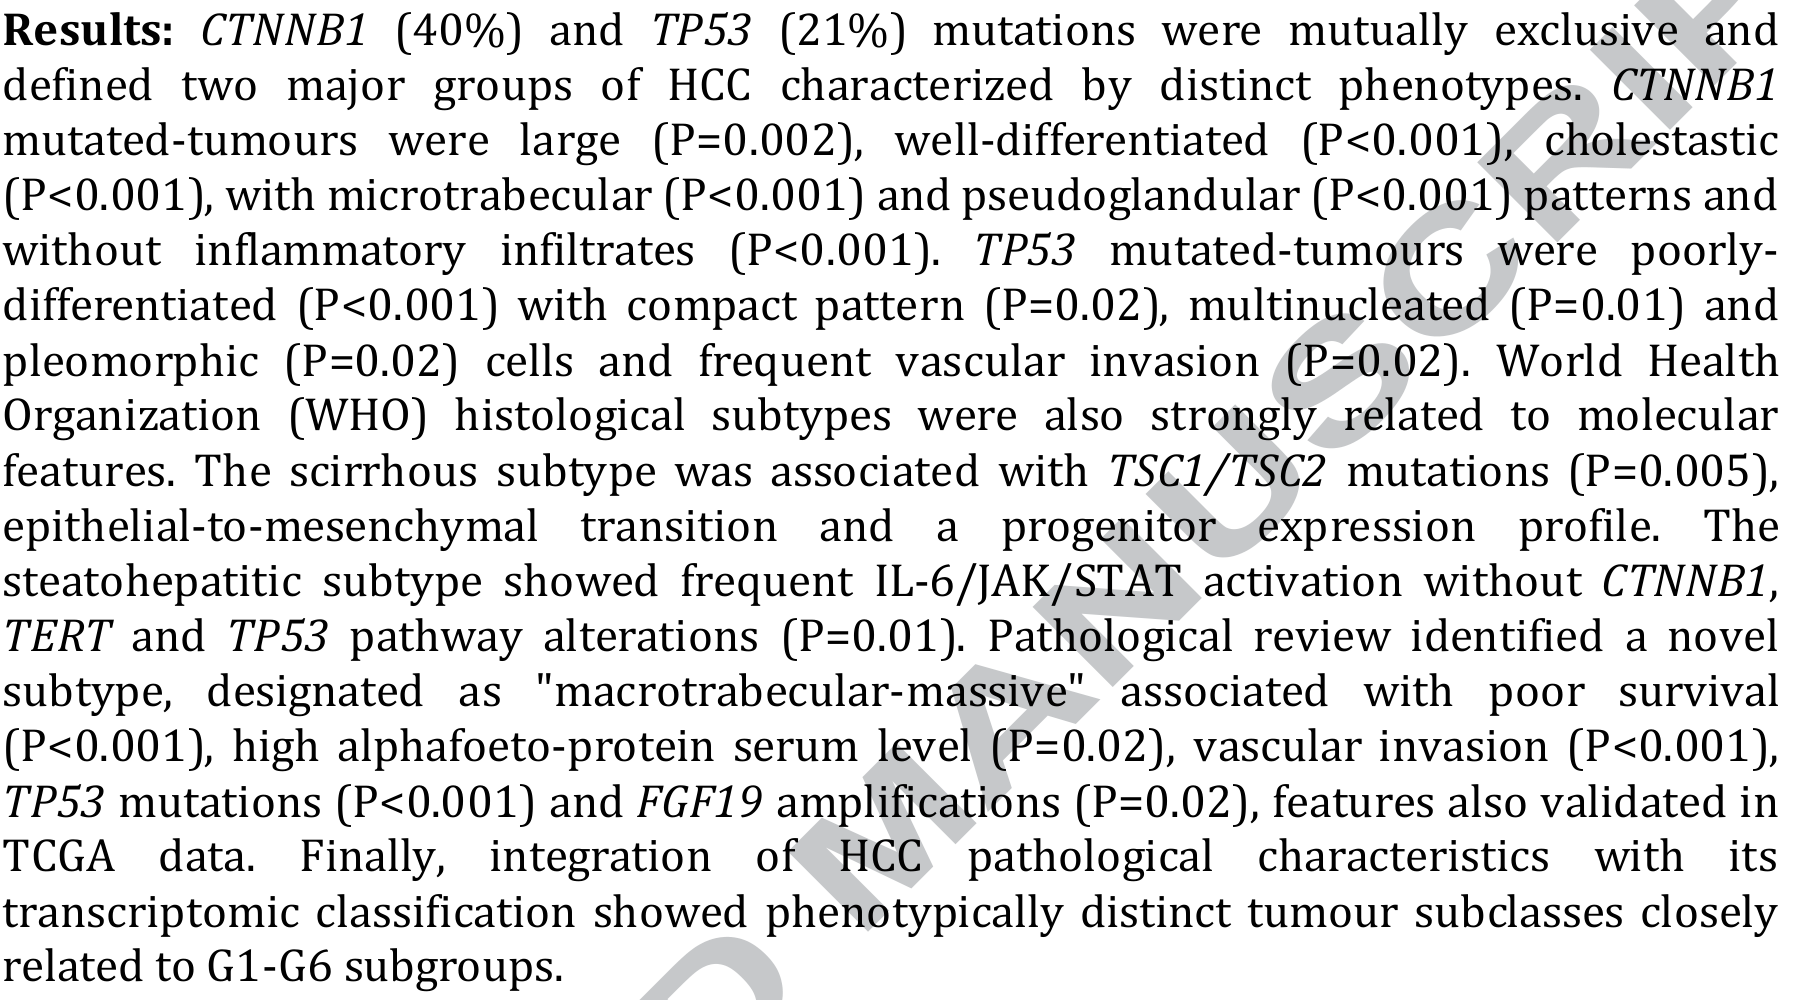 Results: CTNNB1 (40%) and TP53 (21%) mutations were mutually exclusive and
defined two major groups of HCC characterized by distinct phenotypes. CTNNB1
mutated-tumours were large (P=0.002), well-differentiated (P<0.001), cholestastic
(P<0.001), with microtrabecular (P<0.001) and pseudoglandular (P<0.001) patterns and
without inflammatory infiltrates (P<0.001). TP53 mutated-tumours were poorly-
differentiated (P<0.001) with compact pattern (P=0.02), multinucleated (P=0.01) and
pleomorphic (P=0.02) cells and frequent vascular invasion (P=0.02). World Health
Organization (WHO) histological subtypes were also strongly related to molecular
features. The scirrhous subtype was associated with TSC1/TSC2 mutations (P=0.005),
epithelial-to-mesenchymal transition and a progenitor expression profile. The
steatohepatitic subtype showed frequent IL-6/JAK/STAT activation without CTNNB1,
TERT and TP53 pathway alterations (P=0.01). Pathological review identified a novel
subtype, designated as "macrotrabecular-massive" associated with poor survival
(P<0.001), high alphafoeto-protein serum level (P=0.02), vascular invasion (P<0.001),
TP53 mutations (P<0.001) and FGF19 amplifications (P=0.02), features also validated in
TCGA data. Finally, integration of HCC pathological characteristics with its
transcriptomic classification showed phenotypically distinct tumour subclasses closely
related to G1-G6 subgroups.
D MANUSCRIP